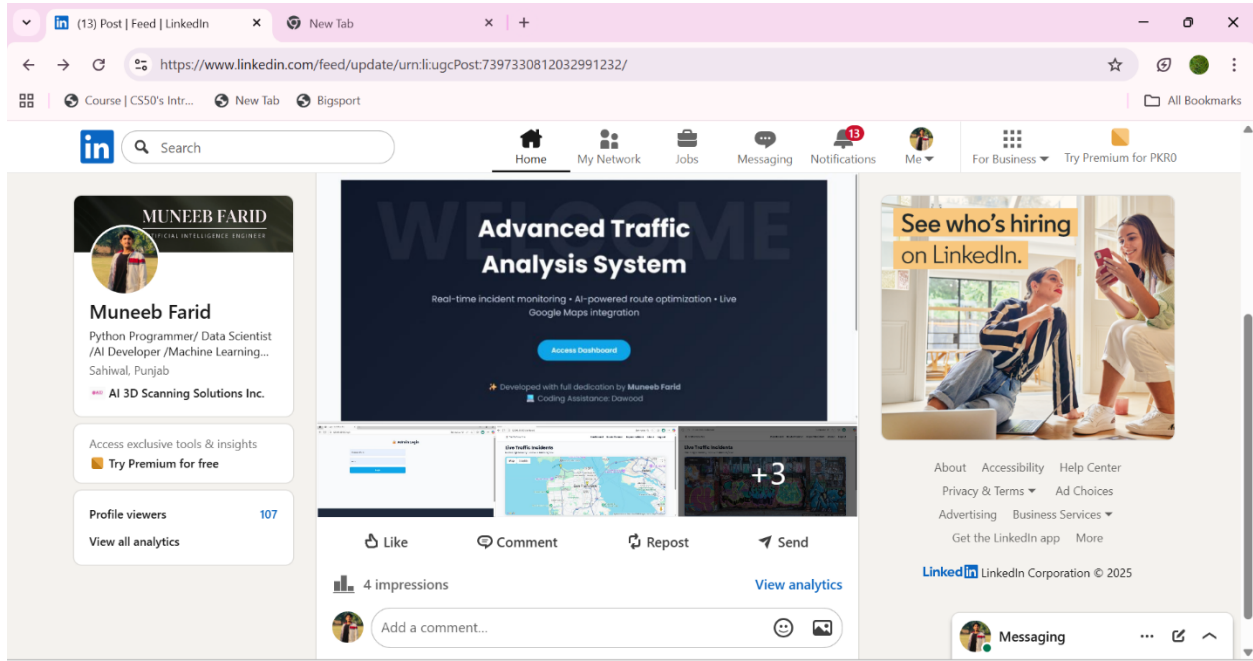 (13) Post | Feed | LinkedIn
New Tab
https://www.linkedin.com/feed/update/urn:li:ugcPost:7397330812032991232/
Course | CS50's Intr...
New Tab
Bigsport
All Bookmarks
in
Search
Home
My Network
Jobs
Messaging
13
Notifications
Me
For Business
Try Premium for PKR0
MUNEEB FARID
ARTIFICIAL INTELLIGENCE ENGINEER
Muneeb Farid
Python Programmer/ Data Scientist
/AI Developer /Machine Learning...
Sahiwal, Punjab
AI 3D Scanning Solutions Inc.
Access exclusive tools & insights
Try Premium for free
Profile viewers 107
View all analytics
WELCOME
Advanced Traffic
Analysis System
Real-time incident monitoring • AI-powered route optimization • Live
Google Maps integration
Access Dashboard
Developed with full dedication by Muneeb Farid
Coding Assistance: Dawood
Live Traffic Incidents
Live Traffic Incidents
+3
Like
Comment
Repost
Send
4 impressions
View analytics
Add a comment...
See who's hiring
on LinkedIn.
About Accessibility Help Center
Privacy & Terms Ad Choices
Advertising Business Services
Get the LinkedIn app More
LinkedIn LinkedIn Corporation © 2025
Messaging